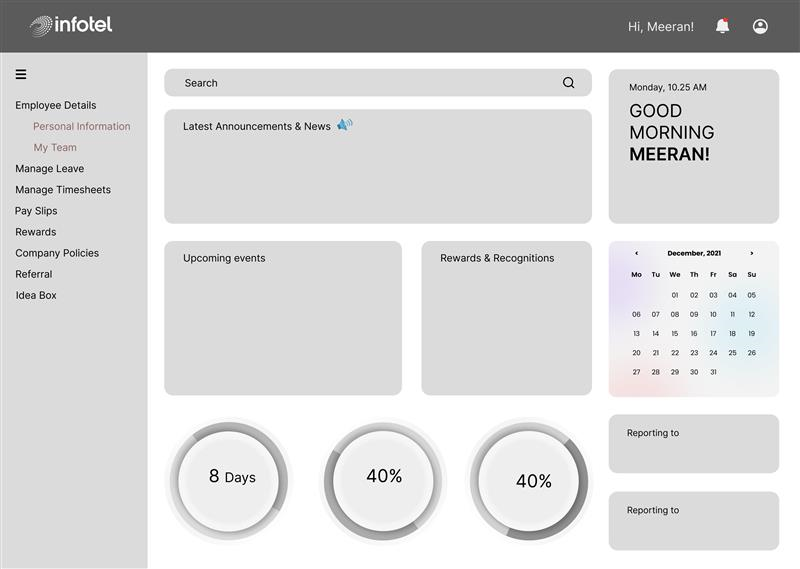 infotel
Hi, Meeran!
Employee Details
Personal Information
My Team
Manage Leave
Manage Timesheets
Pay Slips
Rewards
Company Policies
Referral
Idea Box
Search
Latest Announcements & News
Monday, 10.25 AM
GOOD
MORNING
MEERAN!
Upcoming events
Rewards & Recognitions
December, 2021
Mo Tu We Th Fr Sa Su
01 02 03 04 05
06 07 08 09 10 11 12
13 14 15 16 17 18 19
20 21 22 23 24 25 26
27 28 29 30 31
8 Days
40%
40%
Reporting to
Reporting to